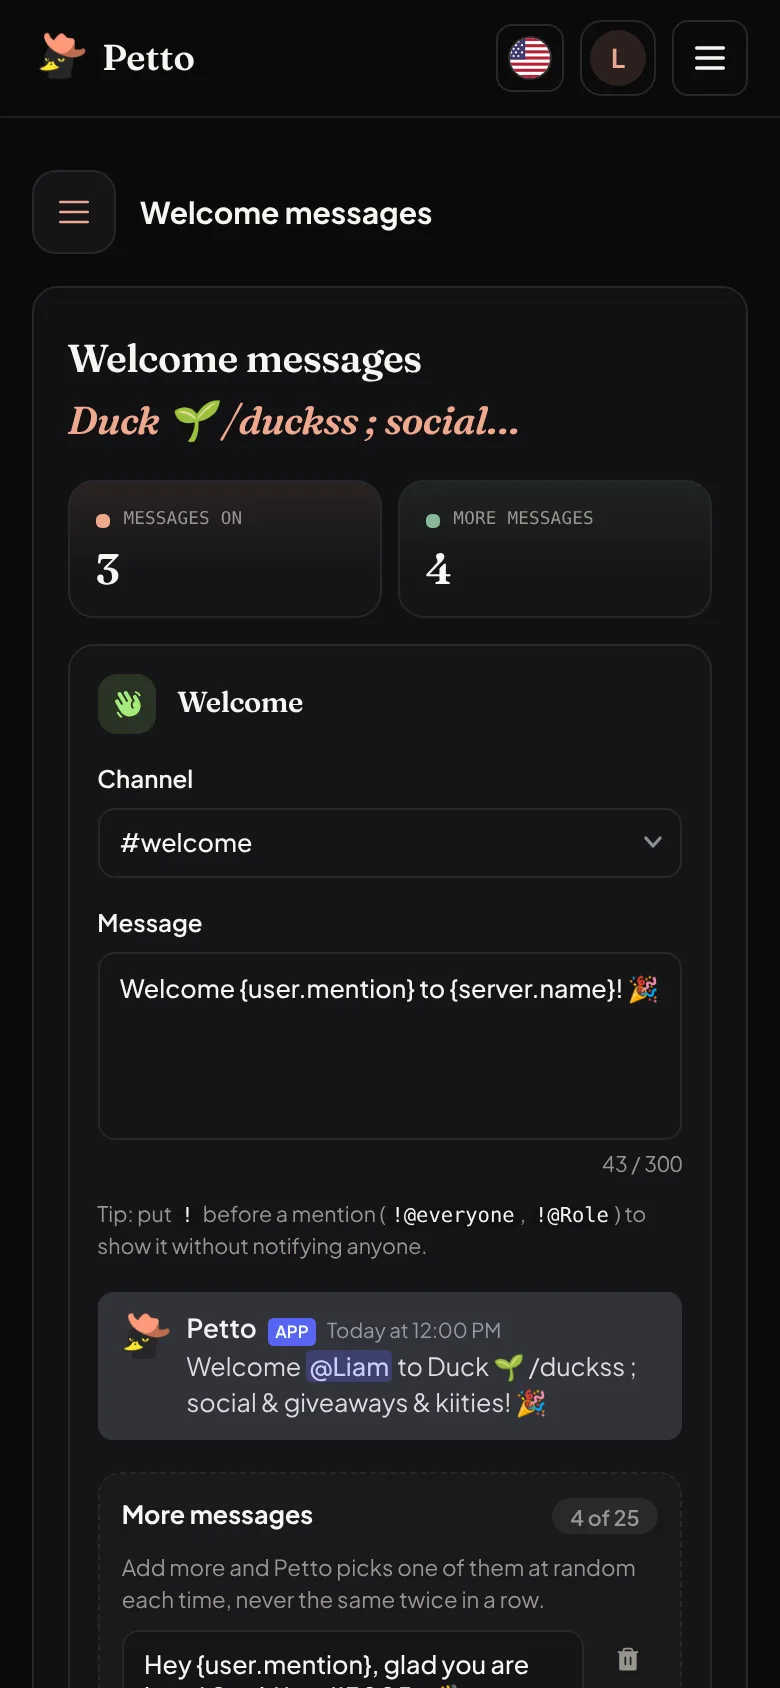 Petto
L
Welcome messages
Welcome messages
Duck 🌱/duckss ; social...
MESSAGES ON
3
MORE MESSAGES
4
Welcome
Channel
#welcome
Message
Welcome {user.mention} to {server.name}! 🎉
43 / 300
Tip: put ! before a mention ( !@everyone , !@Role ) to
show it without notifying anyone.
Petto APP Today at 12:00 PM
Welcome @Liam to Duck 🌱 /duckss ;
social & giveaways & kiities! 🎉
More messages
4 of 25
Add more and Petto picks one of them at random
each time, never the same twice in a row.
Hey {user.mention}, glad you are